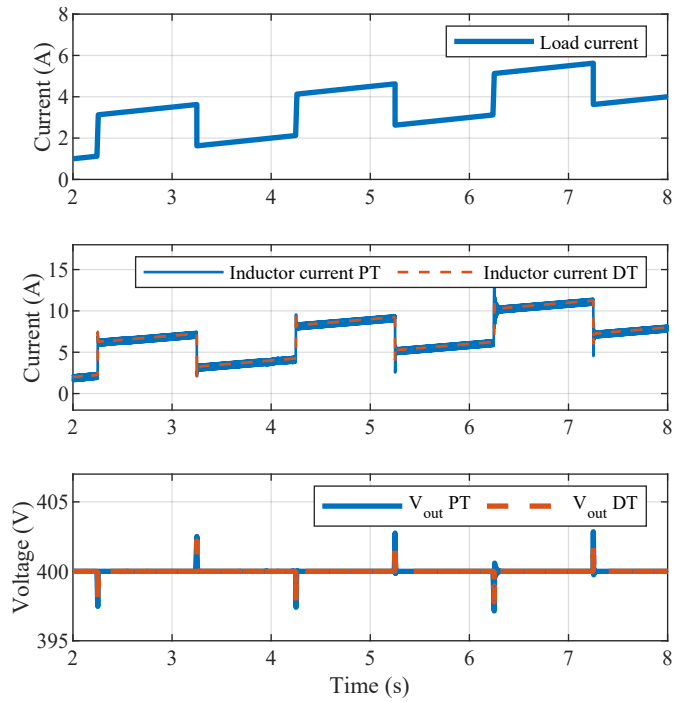 8
6
4
2
0
Current (A)
Load current
2 3 4 5 6 7 8
15
10
5
0
Current (A)
Inductor current PT Inductor current DT
2 3 4 5 6 7 8
405
400
395
Voltage (V)
V_out PT V_out DT
2 3 4 5 6 7 8
Time (s)